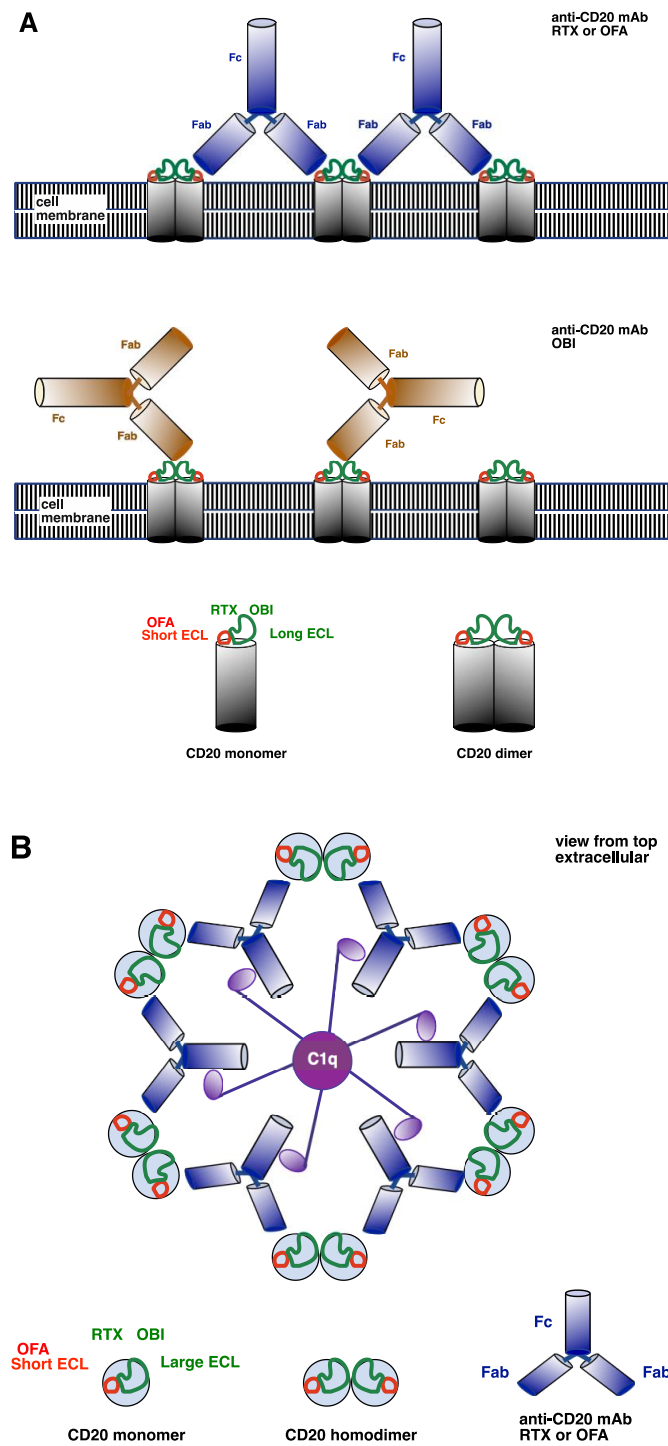 A
anti-CD20 mAb
RTX or OFA
Fc
Fc
Fab
Fab
Fab
Fab
cell
membrane
anti-CD20 mAb
OBI
Fab
Fab
Fc
Fc
Fab
Fab
cell
membrane
RTX OBI
OFA
Short ECL
Long ECL
CD20 monomer
CD20 dimer
B
view from top
extracellular
C1q
RTX OBI
OFA
Short ECL
Large ECL
Fc
Fab
Fab
CD20 monomer
CD20 homodimer
anti-CD20 mAb
RTX or OFA